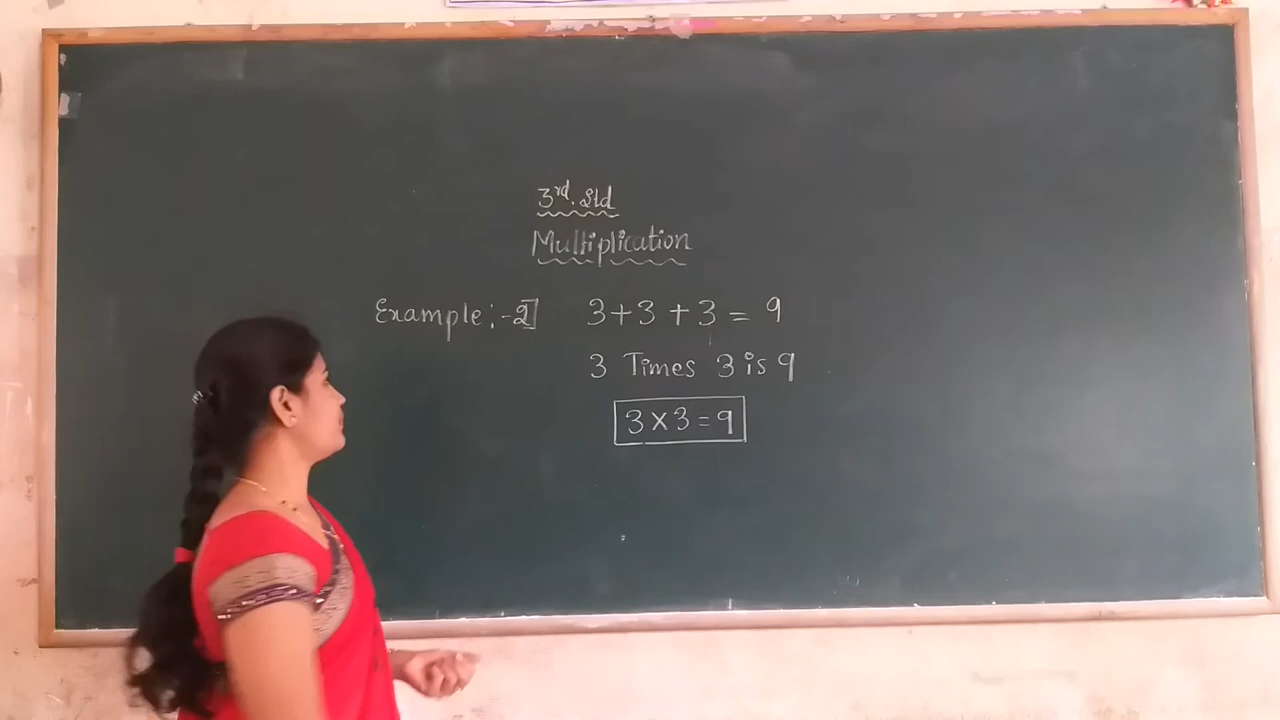 3rd. Std
Multiplication
Example:-2] 3+3+3=9
3 Times 3 is 9
3×3=9